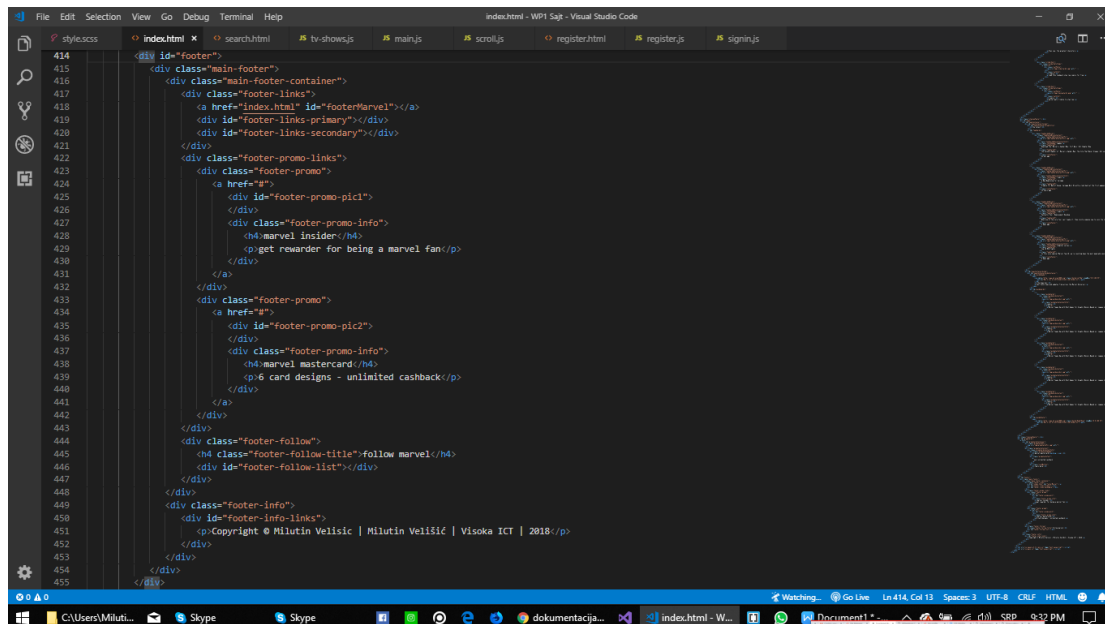 File Edit Selection View Go Debug Terminal Help index.html - WP1 Sajt - Visual Studio Code
style.scss index.html search.html tv-shows.js main.js scroll.js register.html register.js signin.js
414 <div id="footer">
415 <div class="main-footer">
416 <div class="main-footer-container">
417 <div class="footer-links">
418 <a href="index.html" id="footerMarvel"></a>
419 <div id="footer-links-primary"></div>
420 <div id="footer-links-secondary"></div>
421 </div>
422 <div class="footer-promo-links">
423 <div class="footer-promo">
424 <a href="#">
425 <div id="footer-promo-pic1">
426 </div>
427 <div class="footer-promo-info">
428 <h4>marvel insider</h4>
429 <p>get rewarder for being a marvel fan</p>
430 </div>
431 </a>
432 </div>
433 <div class="footer-promo">
434 <a href="#">
435 <div id="footer-promo-pic2">
436 </div>
437 <div class="footer-promo-info">
438 <h4>marvel mastercard</h4>
439 <p>6 card designs - unlimited cashback</p>
440 </div>
441 </a>
442 </div>
443 </div>
444 <div class="footer-follow">
445 <h4 class="footer-follow-title">follow marvel</h4>
446 <div id="footer-follow-list"></div>
447 </div>
448 </div>
449 <div class="footer-info">
450 <div id="footer-info-links">
451 <p>Copyright © Milutin Velisic | Milutin Velišić | Visoka ICT | 2018</p>
452 </div>
453 </div>
454 </div>
455 </div>
0 0 Watching... Go Live Ln 414, Col 13 Spaces: 3 UTF-8 CRLF HTML
C:\Users\Miluti... Skype Skype dokumentacija... index.html - W... Document1 * -... SRP 9:32 PM